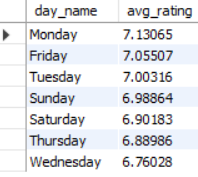 day_name avg_rating
Monday 7.13065
Friday 7.05507
Tuesday 7.00316
Sunday 6.98864
Saturday 6.90183
Thursday 6.88986
Wednesday 6.76028